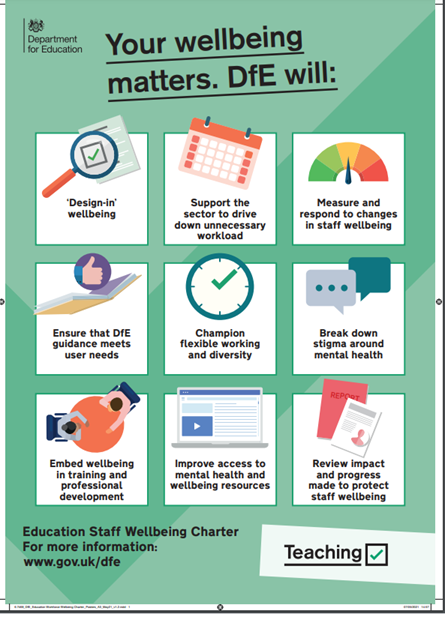 Department
for Education
Your wellbeing
matters. DfE will:
‘Design-in’
wellbeing
Support the
sector to drive
down unnecessary
workload
Measure and
respond to changes
in staff wellbeing
Ensure that DfE
guidance meets
user needs
Champion
flexible working
and diversity
Break down
stigma around
mental health
REPORT
Embed wellbeing
in training and
professional
development
Improve access to
mental health and
wellbeing resources
Review impact
and progress
made to protect
staff wellbeing
Education Staff Wellbeing Charter
For more information:
www.gov.uk/dfe
Teaching